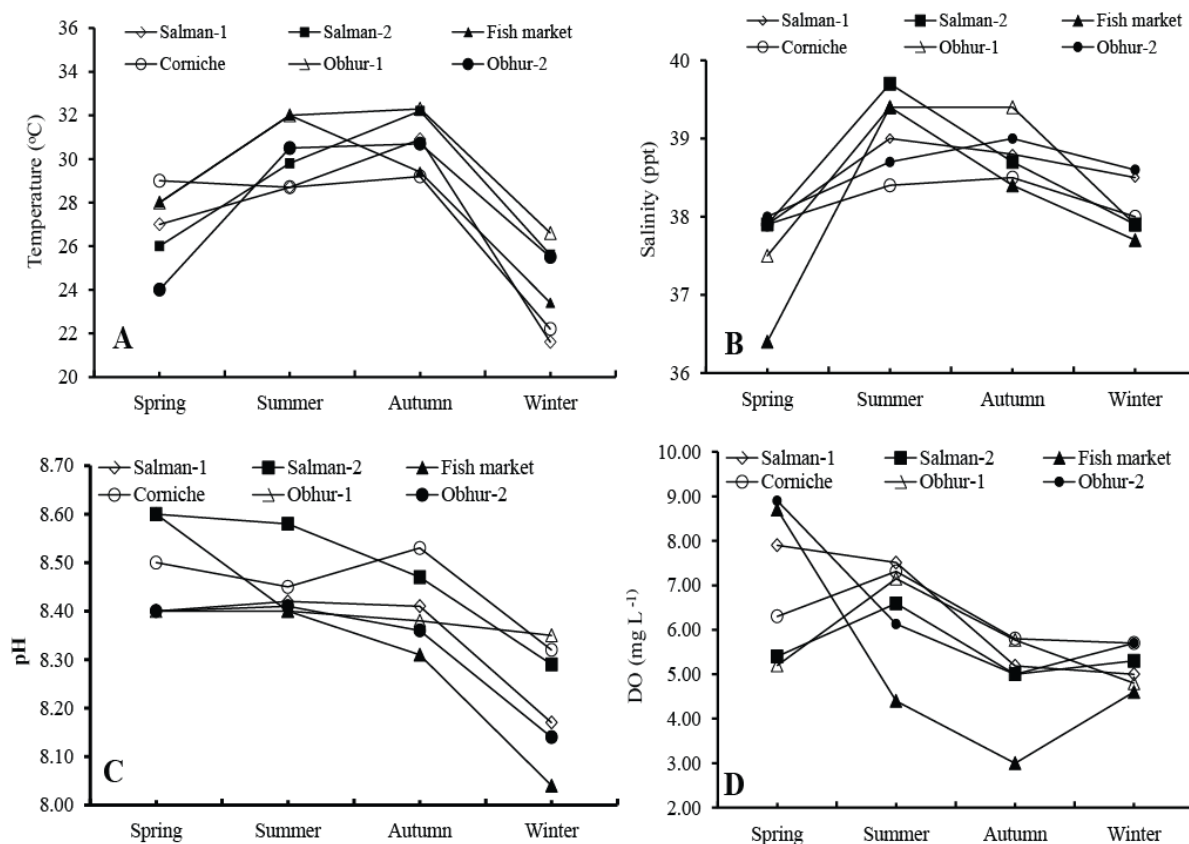 36
34
32
30
28
26
24
22
20
Temperature (°C)
Salman-1 Salman-2 Fish market
Corniche Obhur-1 Obhur-2
A
Spring Summer Autumn Winter
40
39
38
37
36
Salinity (ppt)
Salman-1 Salman-2 Fish market
Corniche Obhur-1 Obhur-2
B
Spring Summer Autumn Winter
8.70
8.60
8.50
8.40
8.30
8.20
8.10
8.00
pH
Salman-1 Salman-2 Fish market
Corniche Obhur-1 Obhur-2
C
Spring Summer Autumn Winter
10.00
9.00
8.00
7.00
6.00
5.00
4.00
3.00
2.00
DO (mg L⁻¹)
Salman-1 Salman-2 Fish market
Corniche Obhur-1 Obhur-2
D
Spring Summer Autumn Winter